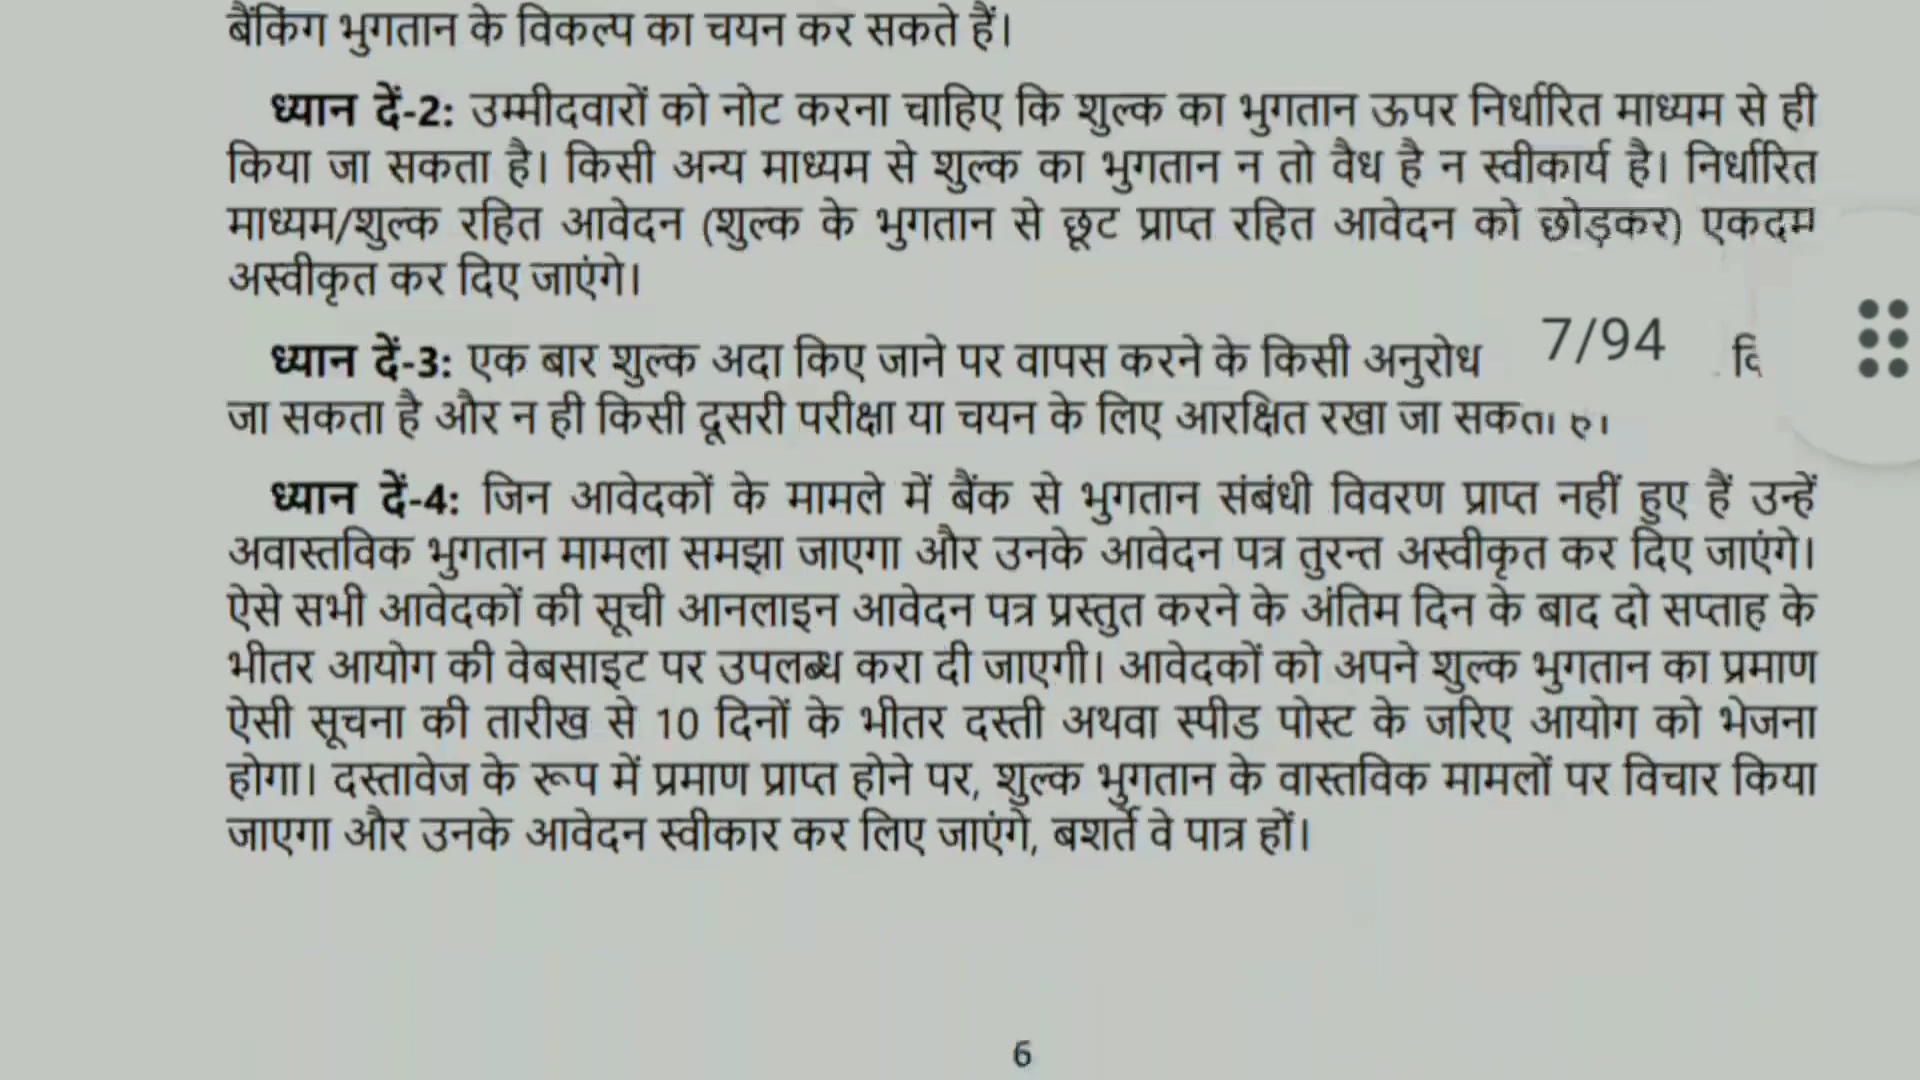 बैंकिंग भुगतान के विकल्प का चयन कर सकते हैं।
ध्यान दें-2: उम्मीदवारों को नोट करना चाहिए कि शुल्क का भुगतान ऊपर निर्धारित माध्यम से ही
किया जा सकता है। किसी अन्य माध्यम से शुल्क का भुगतान न तो वैध है न स्वीकार्य है। निर्धारित
माध्यम/शुल्क रहित आवेदन (शुल्क के भुगतान से छूट प्राप्त रहित आवेदन को छोड़कर) एकदम
अस्वीकृत कर दिए जाएंगे।
ध्यान दें-3: एक बार शुल्क अदा किए जाने पर वापस करने के किसी अनुरोध
7/94
जा सकता है और न ही किसी दूसरी परीक्षा या चयन के लिए आरक्षित रखा जा सकता है।
ध्यान दें-4: जिन आवेदकों के मामले में बैंक से भुगतान संबंधी विवरण प्राप्त नहीं हुए हैं उन्हें
अवास्तविक भुगतान मामला समझा जाएगा और उनके आवेदन पत्र तुरन्त अस्वीकृत कर दिए जाएंगे।
ऐसे सभी आवेदकों की सूची आनलाइन आवेदन पत्र प्रस्तुत करने के अंतिम दिन के बाद दो सप्ताह के
भीतर आयोग की वेबसाइट पर उपलब्ध करा दी जाएगी। आवेदकों को अपने शुल्क भुगतान का प्रमाण
ऐसी सूचना की तारीख से 10 दिनों के भीतर दस्ती अथवा स्पीड पोस्ट के जरिए आयोग को भेजना
होगा। दस्तावेज के रूप में प्रमाण प्राप्त होने पर, शुल्क भुगतान के वास्तविक मामलों पर विचार किया
जाएगा और उनके आवेदन स्वीकार कर लिए जाएंगे, बशर्ते वे पात्र हों।
6